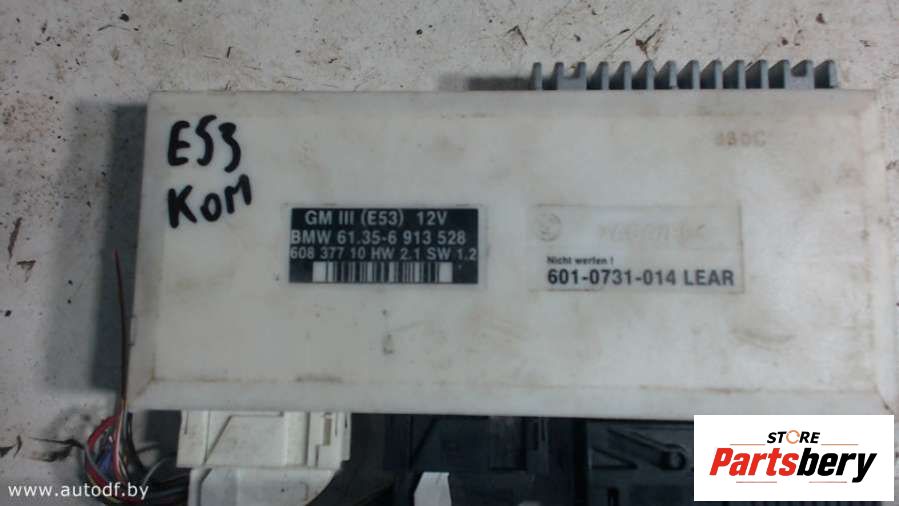 E53
KOM
GM III (E53) 12V
BMW 61.35-6 913 528
608 377 10 HW 2.1 SW 1.2
Nicht werfen !
601-0731-014 LEAR
STORE
Partsbery
www.autodf.by